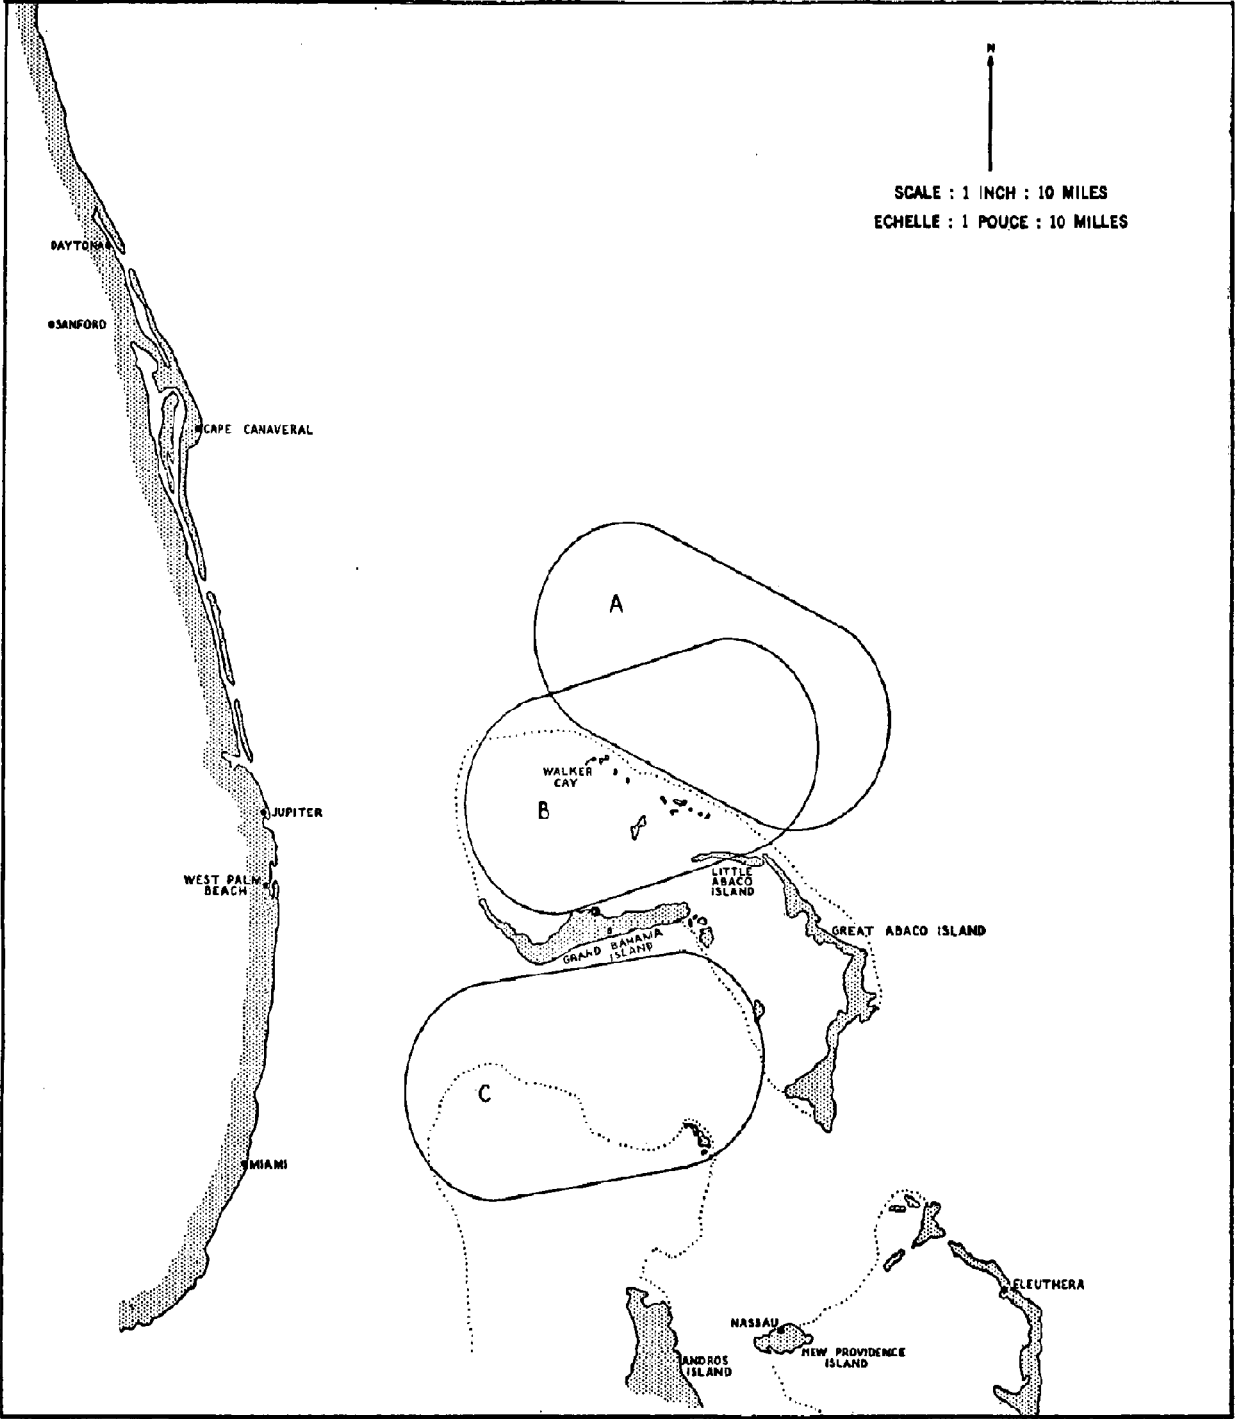 N
SCALE : 1 INCH : 10 MILES
ECHELLE : 1 POUCE : 10 MILLES
DAYTONA
SANFORD
CAPE CANAVERAL
A
WALKER
CAY
B
JUPITER
WEST PALM
BEACH
LITTLE
ABACO
ISLAND
GREAT ABACO ISLAND
GRAND BAHAMA
ISLAND
C
MIAMI
ELEUTHERA
NASSAU
NEW PROVIDENCE
ISLAND
ANDROS
ISLAND